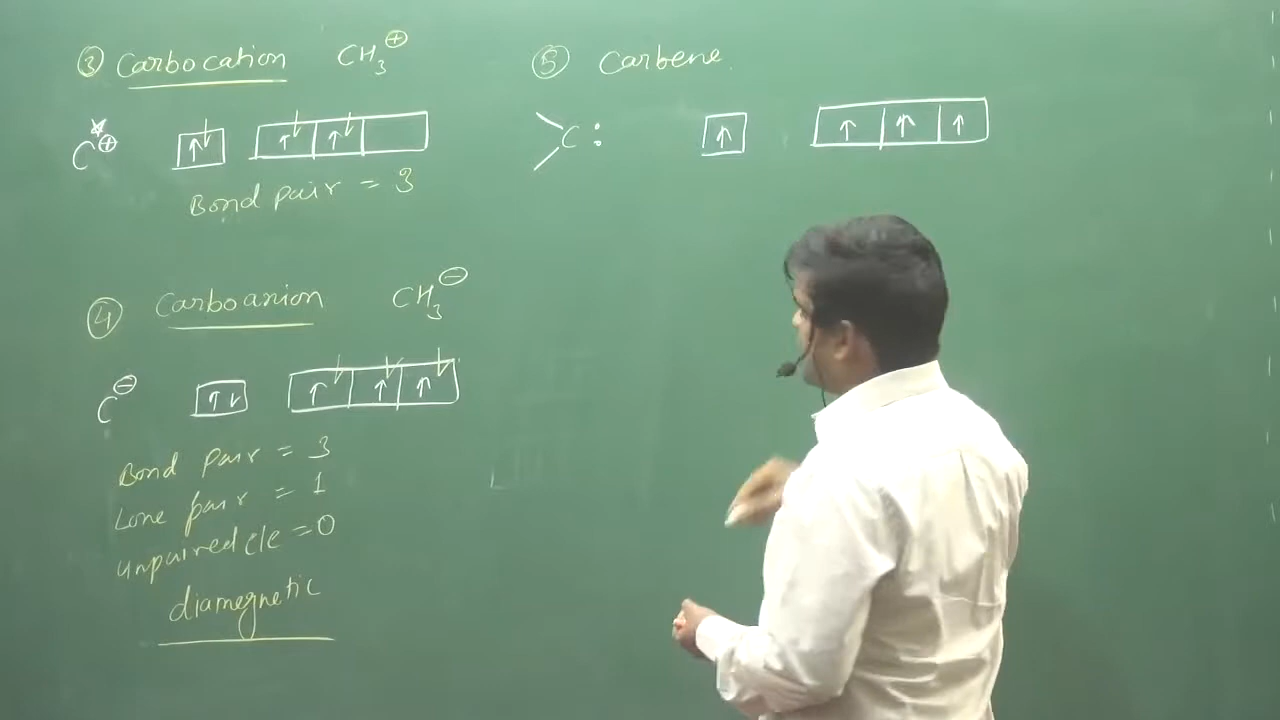 ③ Carbocation CH₃⊕
C⊕ ↑↓ ↑↓ ↑↓
Bond pair = 3
④ Carboanion CH₃⊖
C⊖ ↑↓ ↑↓ ↑↓ ↑↓
Bond pair = 3
Lone pair = 1
unpaired e/e = 0
diamegnetic
⑤ Carbene.
C: ↑ ↑ ↑ ↑